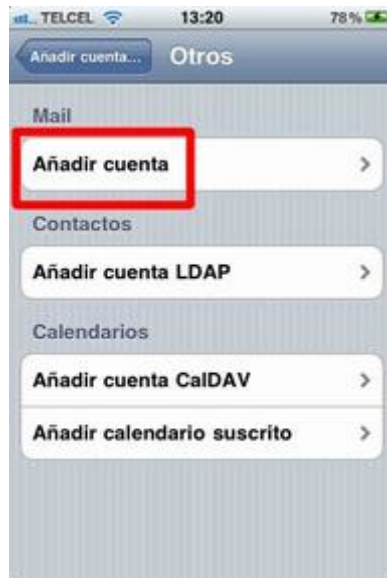 TELCEL 13:20 78%
Añadir cuenta... Otros
Mail
Añadir cuenta
Contactos
Añadir cuenta LDAP
Calendarios
Añadir cuenta CalDAV
Añadir calendario suscrito